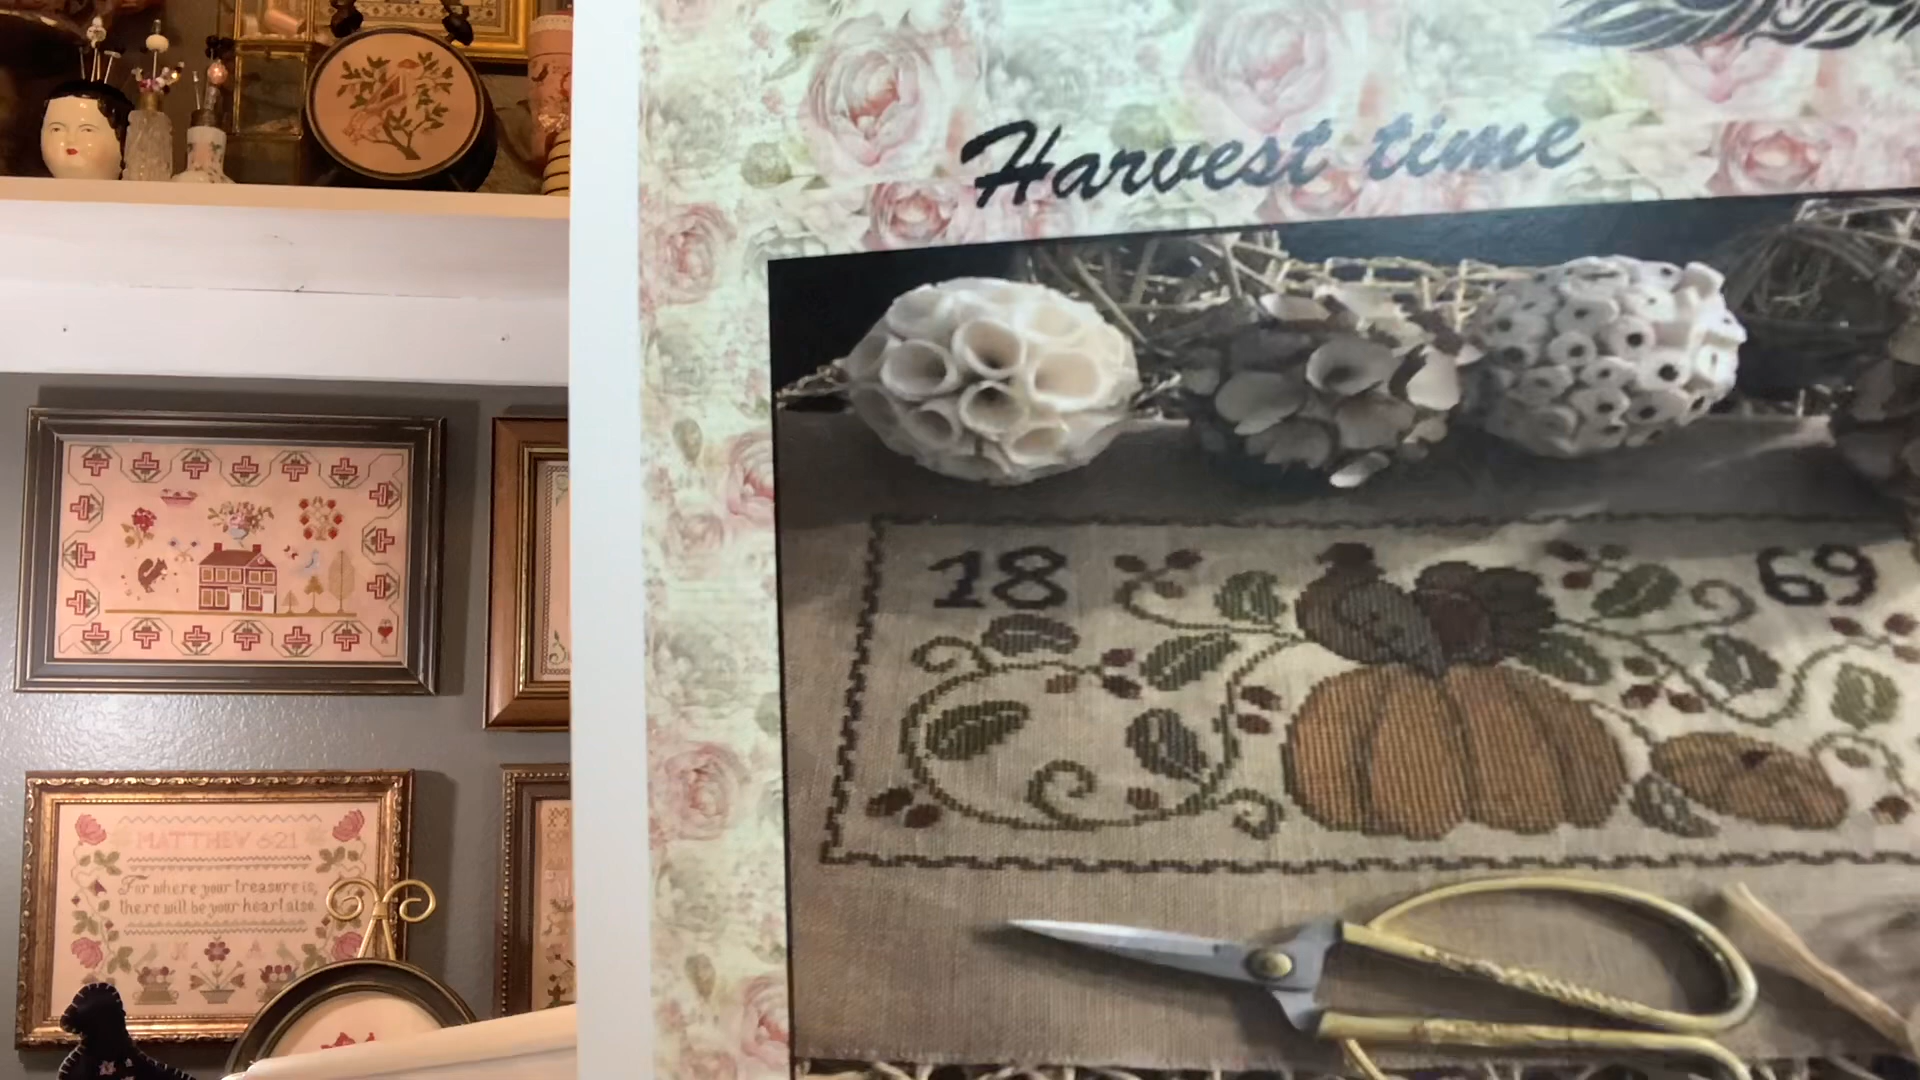 Harvest time
18 69
MATTHEW 6:21
For where your treasure is,
there will be your heart also.